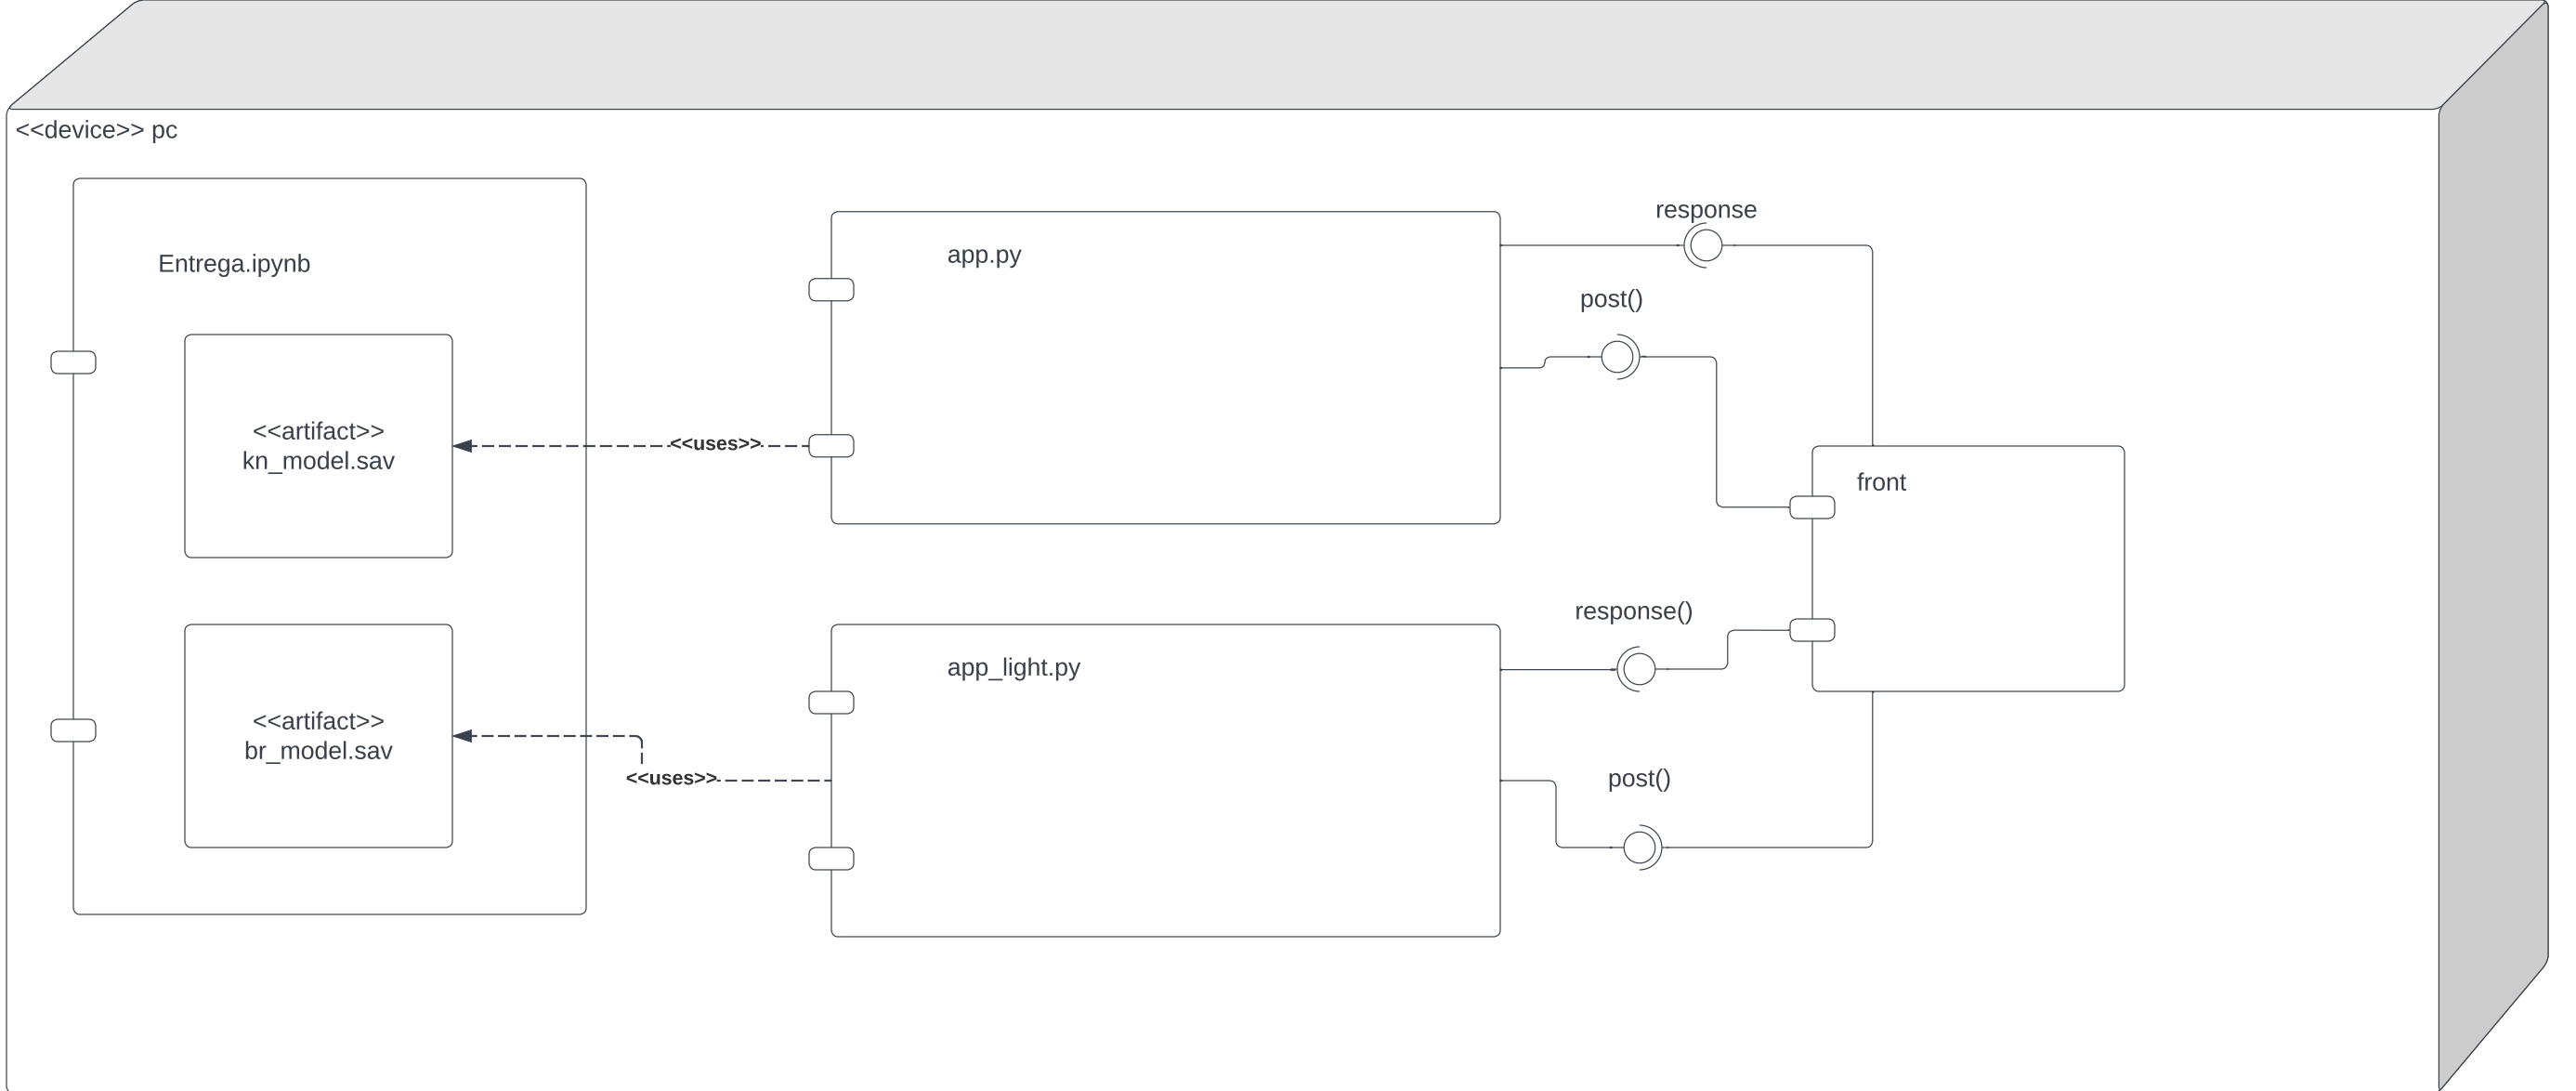 <<device>> pc
Entrega.ipynb
<<artifact>>
kn_model.sav
<<artifact>>
br_model.sav
<<uses>>
<<uses>>
app.py
app_light.py
response
post()
front
response()
post()